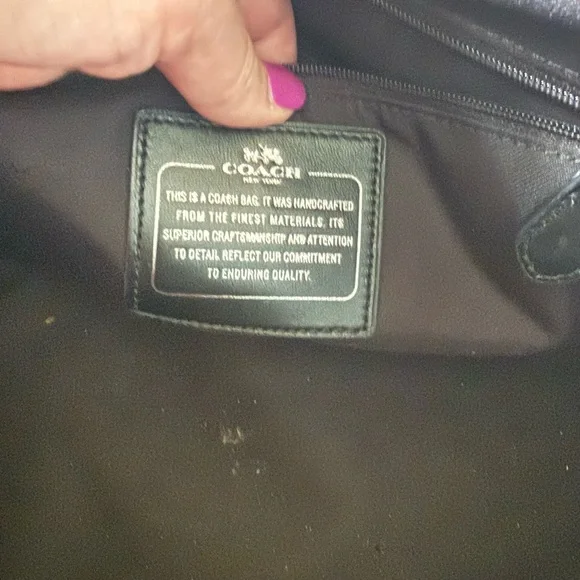 COACH
NEW YORK
THIS IS A COACH BAG. IT WAS HANDCRAFTED
FROM THE FINEST MATERIALS. ITS
SUPERIOR CRAFTSMANSHIP AND ATTENTION
TO DETAIL REFLECT OUR COMMITMENT
TO ENDURING QUALITY.